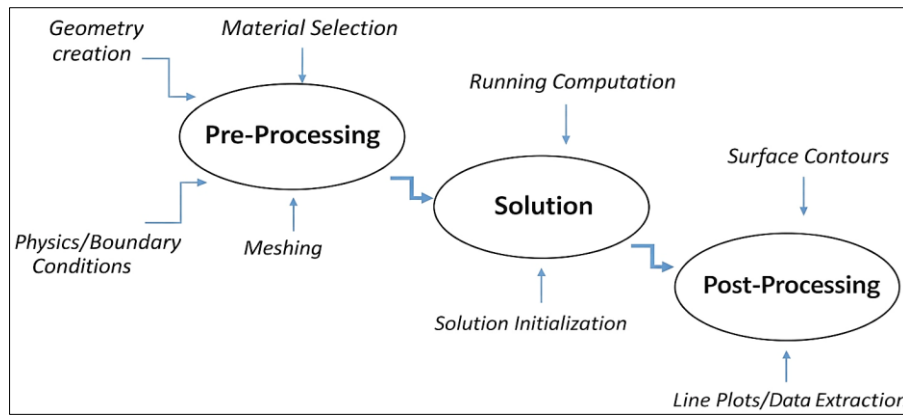 Geometry
creation
Material Selection
Pre-Processing
Physics/Boundary
Conditions
Meshing
Running Computation
Solution
Solution Initialization
Surface Contours
Post-Processing
Line Plots/Data Extraction